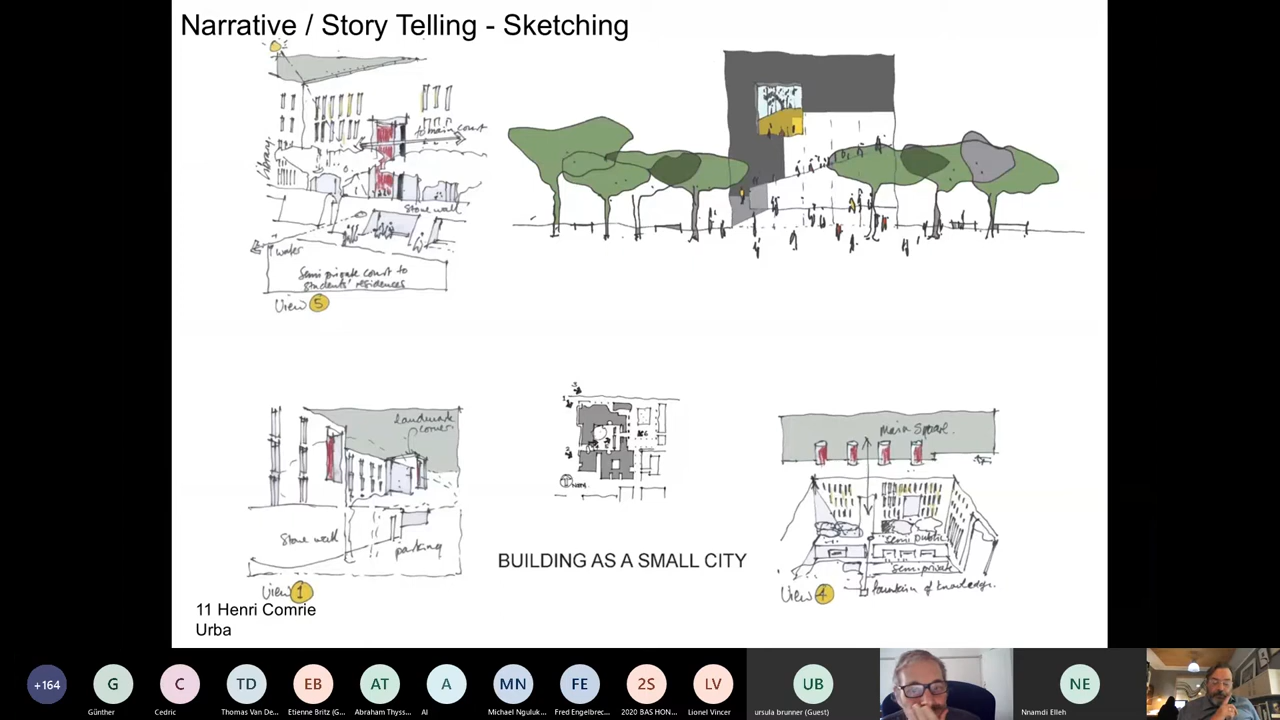 Narrative / Story Telling - Sketching
to main court
Library
Stone wall
water
Semi private court to
students' residences
View 5
landmark
corner
Stone wall
parking
View 1
BUILDING AS A SMALL CITY
Main Square.
semi public
semi private
fountain of knowledge.
View 4
11 Henri Comrie
Urba
+164
G
C
TD
EB
AT
A
MN
FE
2S
LV
UB
NE
Günther
Cedric
Thomas Van De...
Etienne Britz (G...
Abraham Thyss...
Al
Michael Nguluk...
Fred Engelbrec...
2020 BAS HON...
Lionel Vincer
ursula brunner (Guest)
Nnamdi Elleh